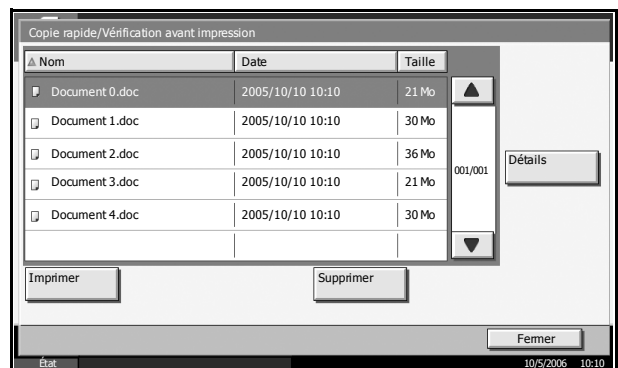 Copie rapide/Vérification avant impression
Nom Date Taille
Document 0.doc 2005/10/10 10:10 21 Mo
Document 1.doc 2005/10/10 10:10 30 Mo
Document 2.doc 2005/10/10 10:10 36 Mo
Document 3.doc 2005/10/10 10:10 21 Mo
Document 4.doc 2005/10/10 10:10 30 Mo
001/001
Détails
Imprimer Supprimer
Fermer
État 10/5/2006 10:10